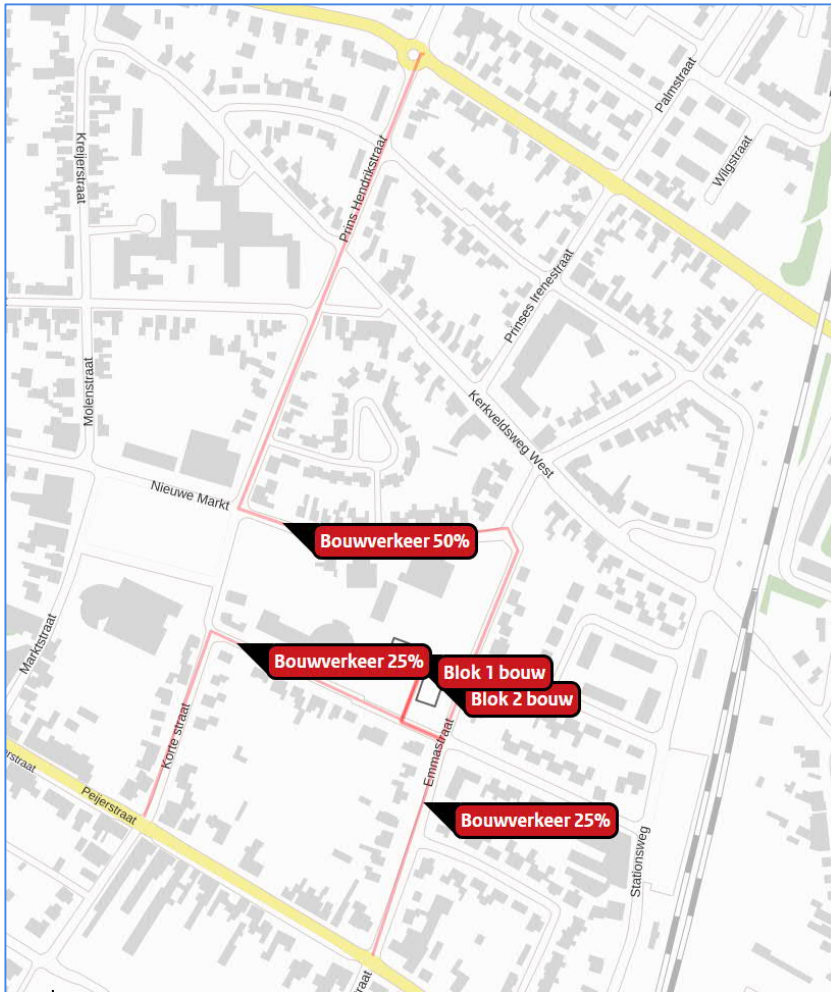 Palmstraat
Kreijerstraat
Wilgstraat
Prins Hendrikstraat
Prinses Irenestraat
Molenstraat
Kerkveldsweg West
Nieuwe Markt
Bouwverkeer 50%
Marktstraat
Bouwverkeer 25%
Blok 1 bouw
Blok 2 bouw
Korte straat
Emmastraat
Peijerstraat
Bouwverkeer 25%
Stationsweg